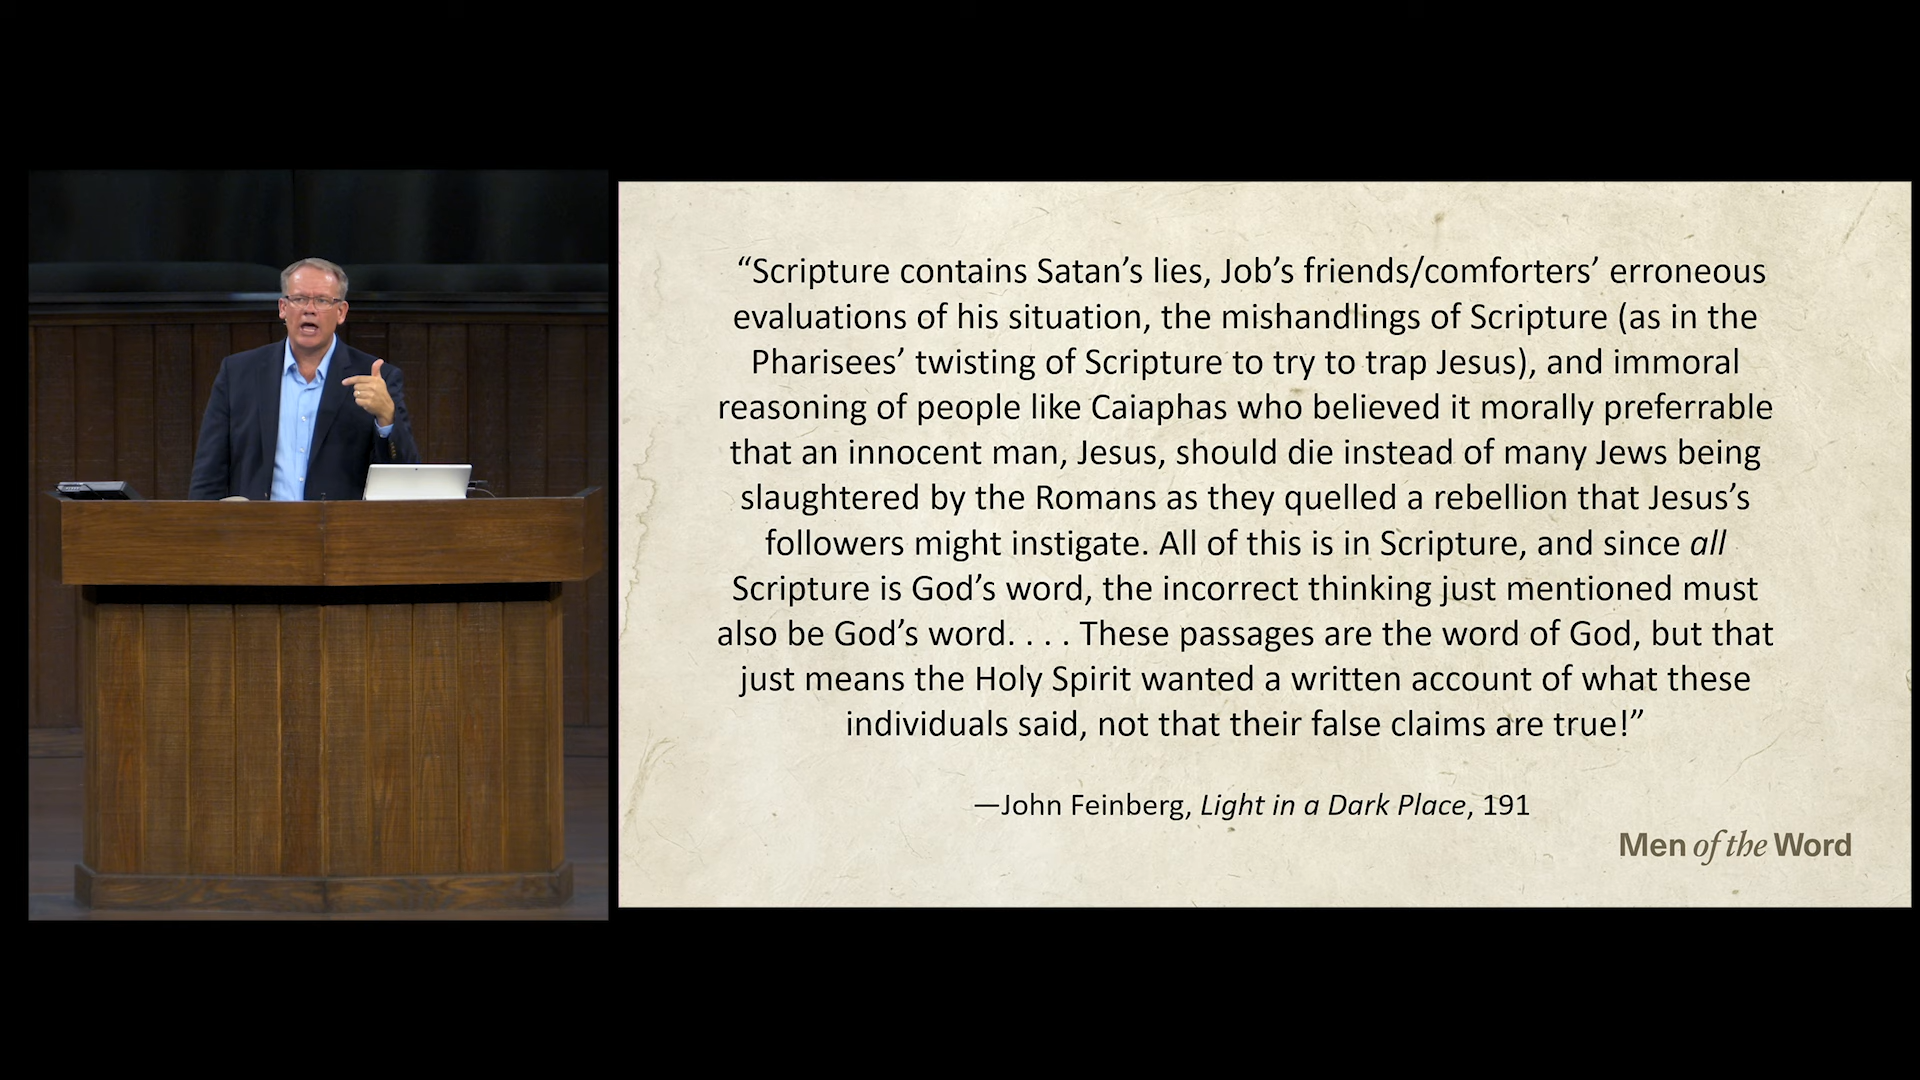 “Scripture contains Satan’s lies, Job’s friends/comforters’ erroneous
evaluations of his situation, the mishandlings of Scripture (as in the
Pharisees’ twisting of Scripture to try to trap Jesus), and immoral
reasoning of people like Caiaphas who believed it morally preferrable
that an innocent man, Jesus, should die instead of many Jews being
slaughtered by the Romans as they quelled a rebellion that Jesus’s
followers might instigate. All of this is in Scripture, and since all
Scripture is God’s word, the incorrect thinking just mentioned must
also be God’s word. . . . These passages are the word of God, but that
just means the Holy Spirit wanted a written account of what these
individuals said, not that their false claims are true!”
—John Feinberg, Light in a Dark Place, 191
Men of the Word